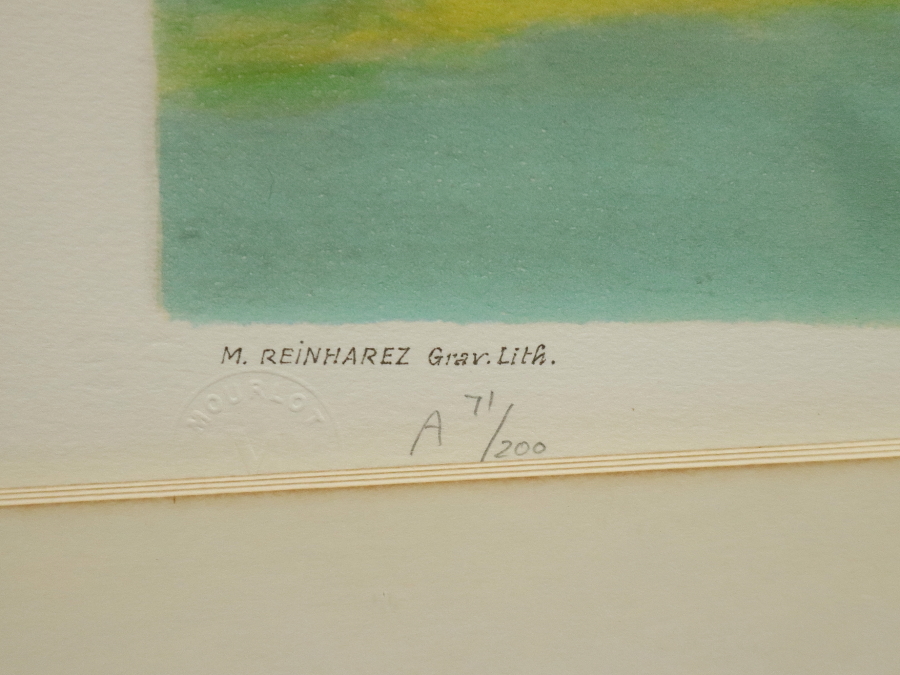 M. REINHAREZ Grav. Lith.
MOURLOT
A 71/200